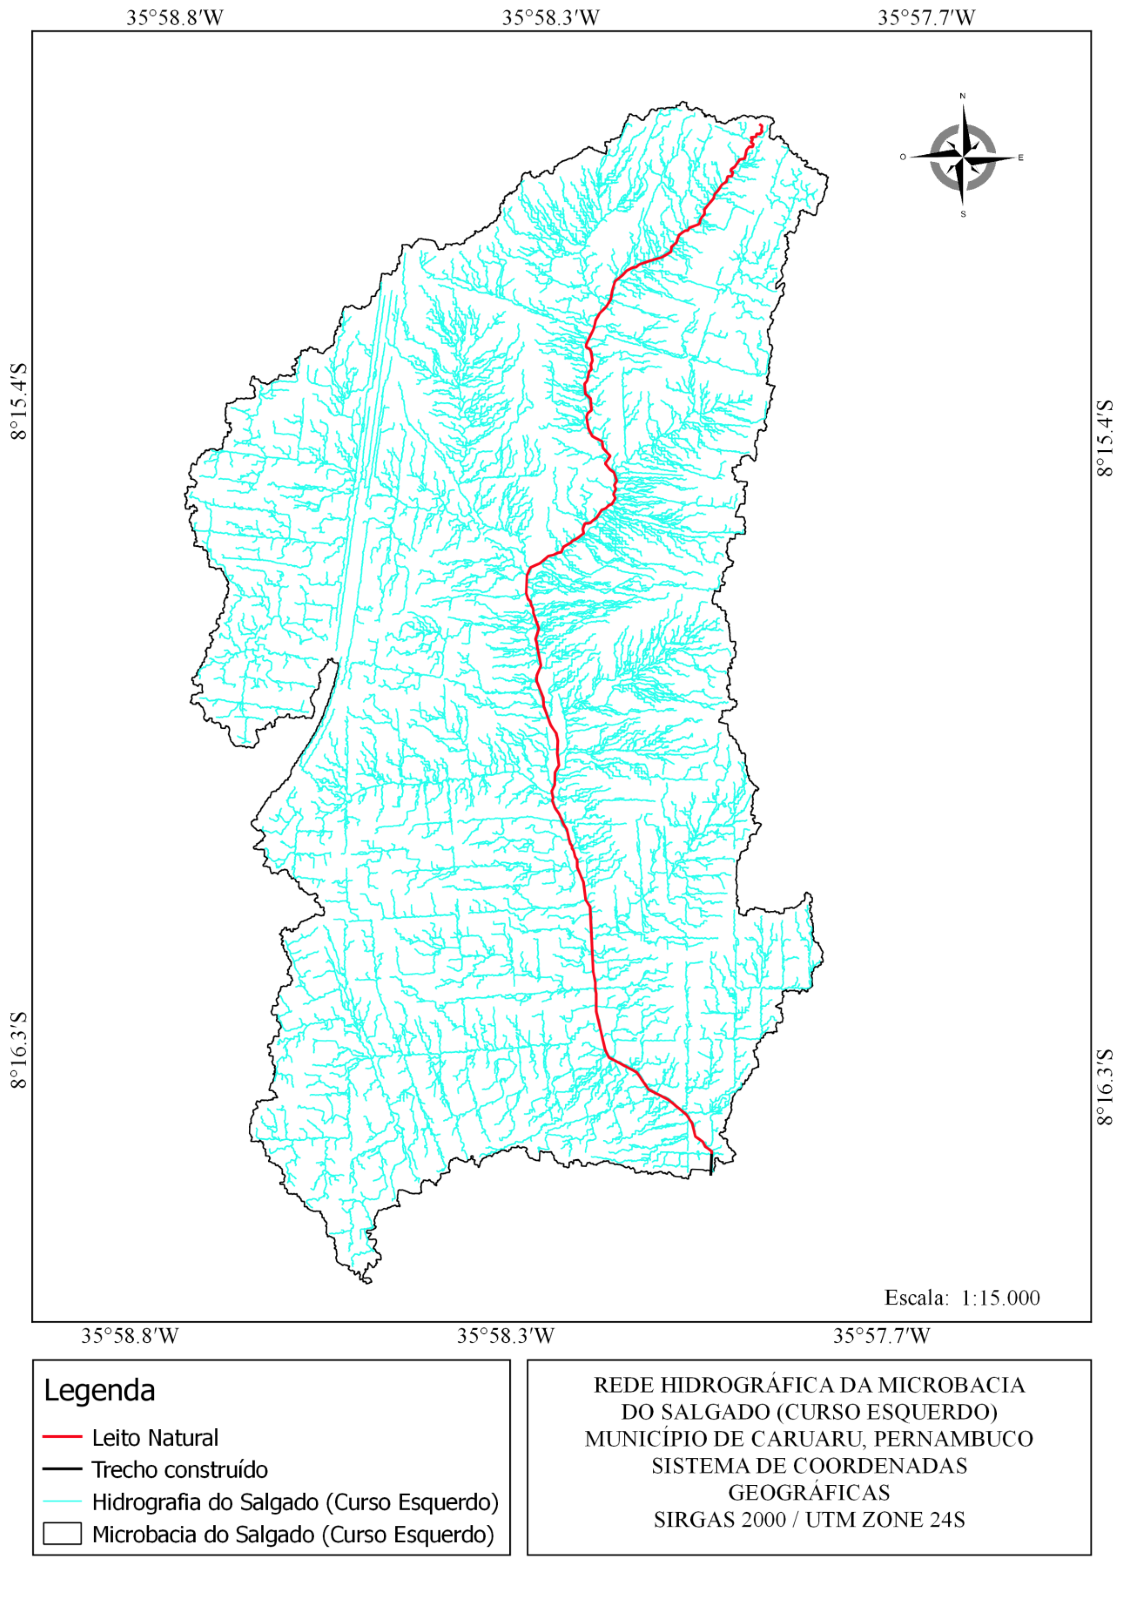 35°58.8'W 35°58.3'W 35°57.7'W
N
O E
S
8°15.4'S
8°15.4'S
8°16.3'S
8°16.3'S
Escala: 1:15.000
35°58.8'W 35°58.3'W 35°57.7'W
Legenda
Leito Natural
Trecho construído
Hidrografia do Salgado (Curso Esquerdo)
Microbacia do Salgado (Curso Esquerdo)
REDE HIDROGRÁFICA DA MICROBACIA
DO SALGADO (CURSO ESQUERDO)
MUNICÍPIO DE CARUARU, PERNAMBUCO
SISTEMA DE COORDENADAS
GEOGRÁFICAS
SIRGAS 2000 / UTM ZONE 24S